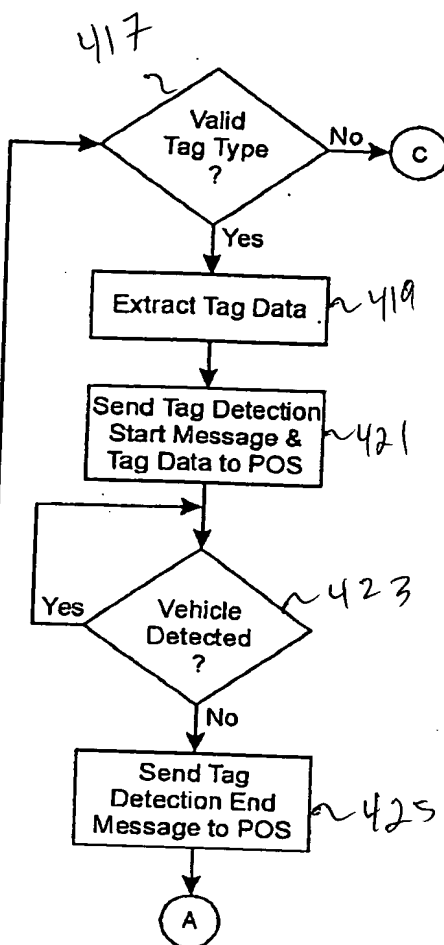 417
Valid
Tag Type
?
No
C
Yes
Extract Tag Data
419
Send Tag Detection
Start Message &
Tag Data to POS
421
Yes
Vehicle
Detected
?
423
No
Send Tag
Detection End
Message to POS
425
A